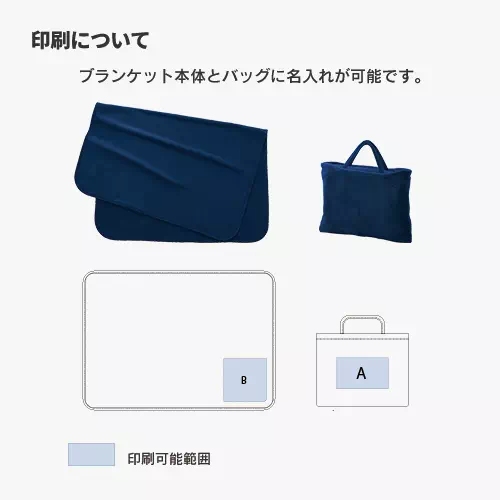 印刷について
ブランケット本体とバッグに名入れが可能です。
B
A
印刷可能範囲